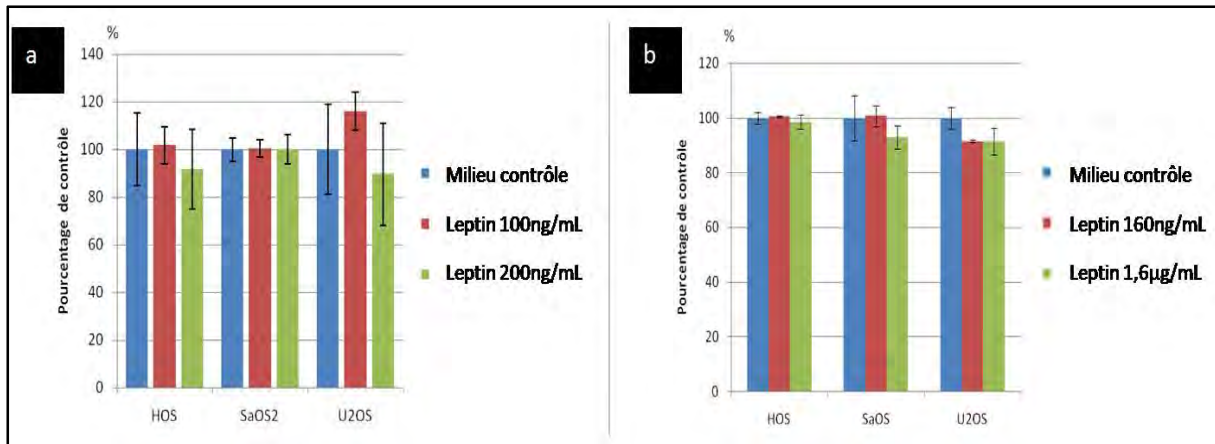 a
%
140
120
100
80
60
40
20
0
Pourcentage de contrôle
HOS
SaOS2
U2OS
Milieu contrôle
Leptin 100ng/mL
Leptin 200ng/mL
b
%
120
100
80
60
40
20
0
Pourcentage de contrôle
HOS
SaOS
U2OS
Milieu contrôle
Leptin 160ng/mL
Leptin 1,6µg/mL